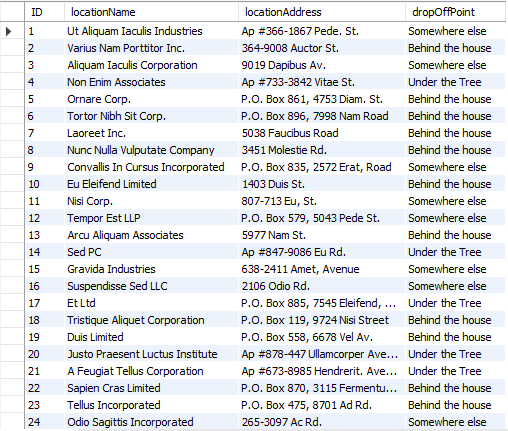 ID locationName locationAddress dropOffPoint
1 Ut Aliquam Iaculis Industries Ap #366-1867 Pede. St. Somewhere else
2 Varius Nam Porttitor Inc. 364-9008 Auctor St. Behind the house
3 Aliquam Iaculis Corporation 9019 Dapibus Av. Somewhere else
4 Non Enim Associates Ap #733-3842 Vitae St. Under the Tree
5 Ornare Corp. P.O. Box 861, 4753 Diam. St. Behind the house
6 Tortor Nibh Sit Corp. P.O. Box 896, 7998 Nam Road Behind the house
7 Laoreet Inc. 5038 Faucibus Road Behind the house
8 Nunc Nulla Vulputate Company 3451 Molestie Rd. Behind the house
9 Convallis In Cursus Incorporated P.O. Box 835, 2572 Erat, Road Somewhere else
10 Eu Eleifend Limited 1403 Duis St. Behind the house
11 Nisi Corp. 807-713 Eu, St. Somewhere else
12 Tempor Est LLP P.O. Box 579, 5043 Pede St. Somewhere else
13 Arcu Aliquam Associates 5977 Nam St. Behind the house
14 Sed PC Ap #847-9086 Eu Rd. Under the Tree
15 Gravida Industries 638-2411 Amet, Avenue Somewhere else
16 Suspendisse Sed LLC 2106 Odio Rd. Somewhere else
17 Et Ltd P.O. Box 885, 7545 Eleifend, ... Under the Tree
18 Tristique Aliquet Corporation P.O. Box 119, 9724 Nisi Street Behind the house
19 Duis Limited P.O. Box 558, 6678 Vel Av. Behind the house
20 Justo Praesent Luctus Institute Ap #878-447 Ullamcorper Ave... Under the Tree
21 A Feugiat Tellus Corporation Ap #673-8985 Hendrerit. Ave... Under the Tree
22 Sapien Cras Limited P.O. Box 870, 3115 Fermentu... Behind the house
23 Tellus Incorporated P.O. Box 475, 8701 Ad Rd. Behind the house
24 Odio Sagittis Incorporated 265-3097 Ac Rd. Somewhere else